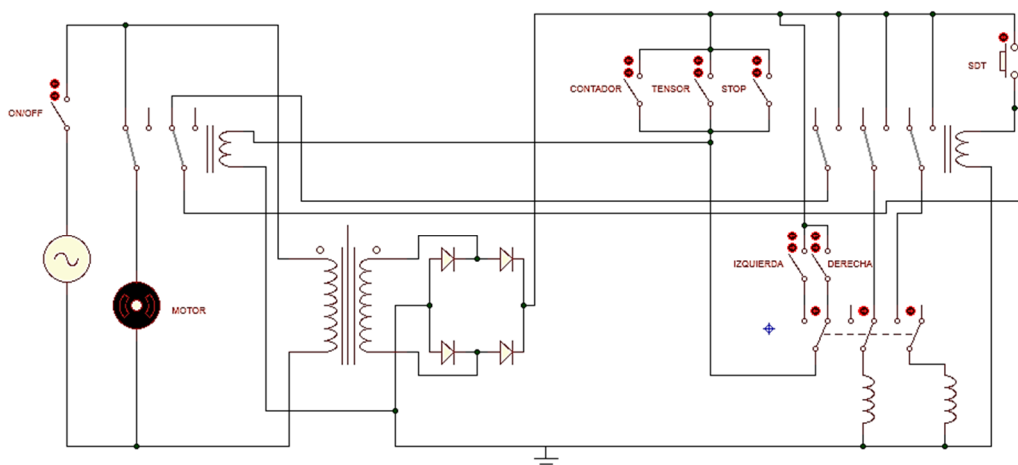 ON/OFF
CONTADOR
TENSOR
STOP
SDT
IZQUIERDA
DERECHA
MOTOR